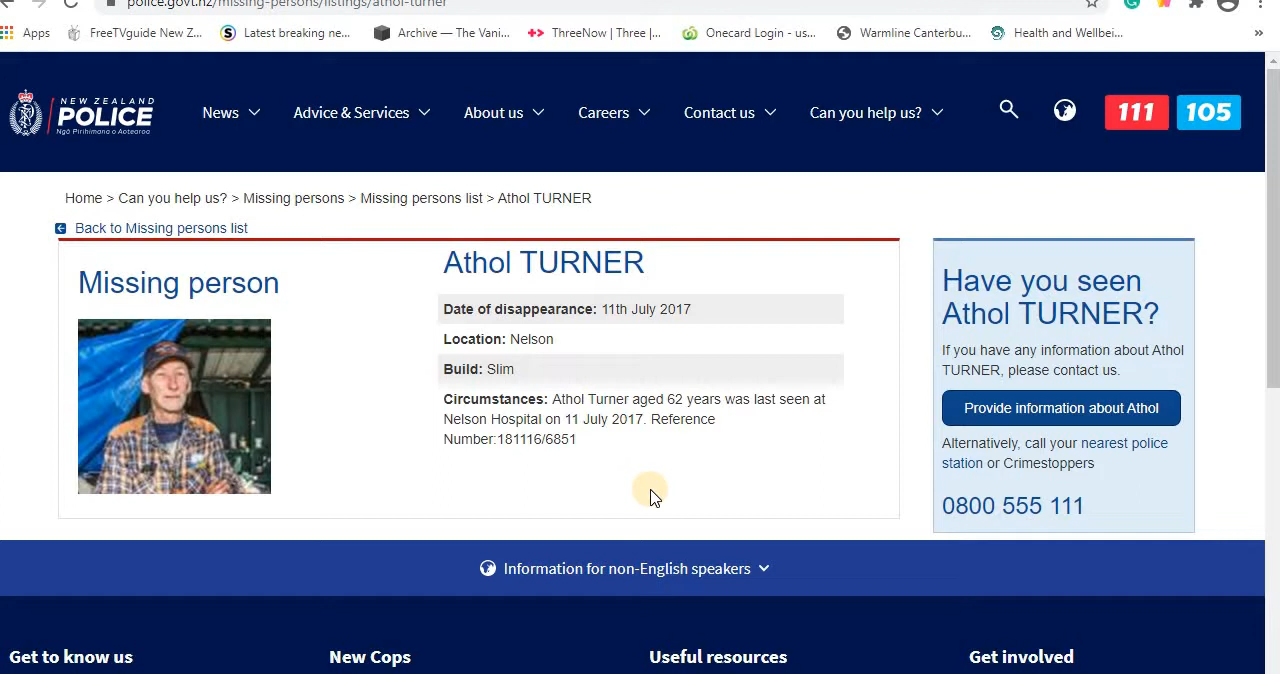 police.govt.nz/missing-persons/listings/athol-turner
Apps
FreeTVguide New Z...
Latest breaking ne...
Archive — The Vani...
ThreeNow | Three |...
Onecard Login - us...
Warmline Canterbu...
Health and Wellbei...
»
NEW ZEALAND
POLICE
Ngā Pirihimana o Aotearoa
News
Advice & Services
About us
Careers
Contact us
Can you help us?
111
105
Home > Can you help us? > Missing persons > Missing persons list > Athol TURNER
Back to Missing persons list
Missing person
Athol TURNER
Date of disappearance: 11th July 2017
Location: Nelson
Build: Slim
Circumstances: Athol Turner aged 62 years was last seen at
Nelson Hospital on 11 July 2017. Reference
Number:181116/6851
Have you seen
Athol TURNER?
If you have any information about Athol
TURNER, please contact us.
Provide information about Athol
Alternatively, call your nearest police
station or Crimestoppers
0800 555 111
Information for non-English speakers
Get to know us
New Cops
Useful resources
Get involved